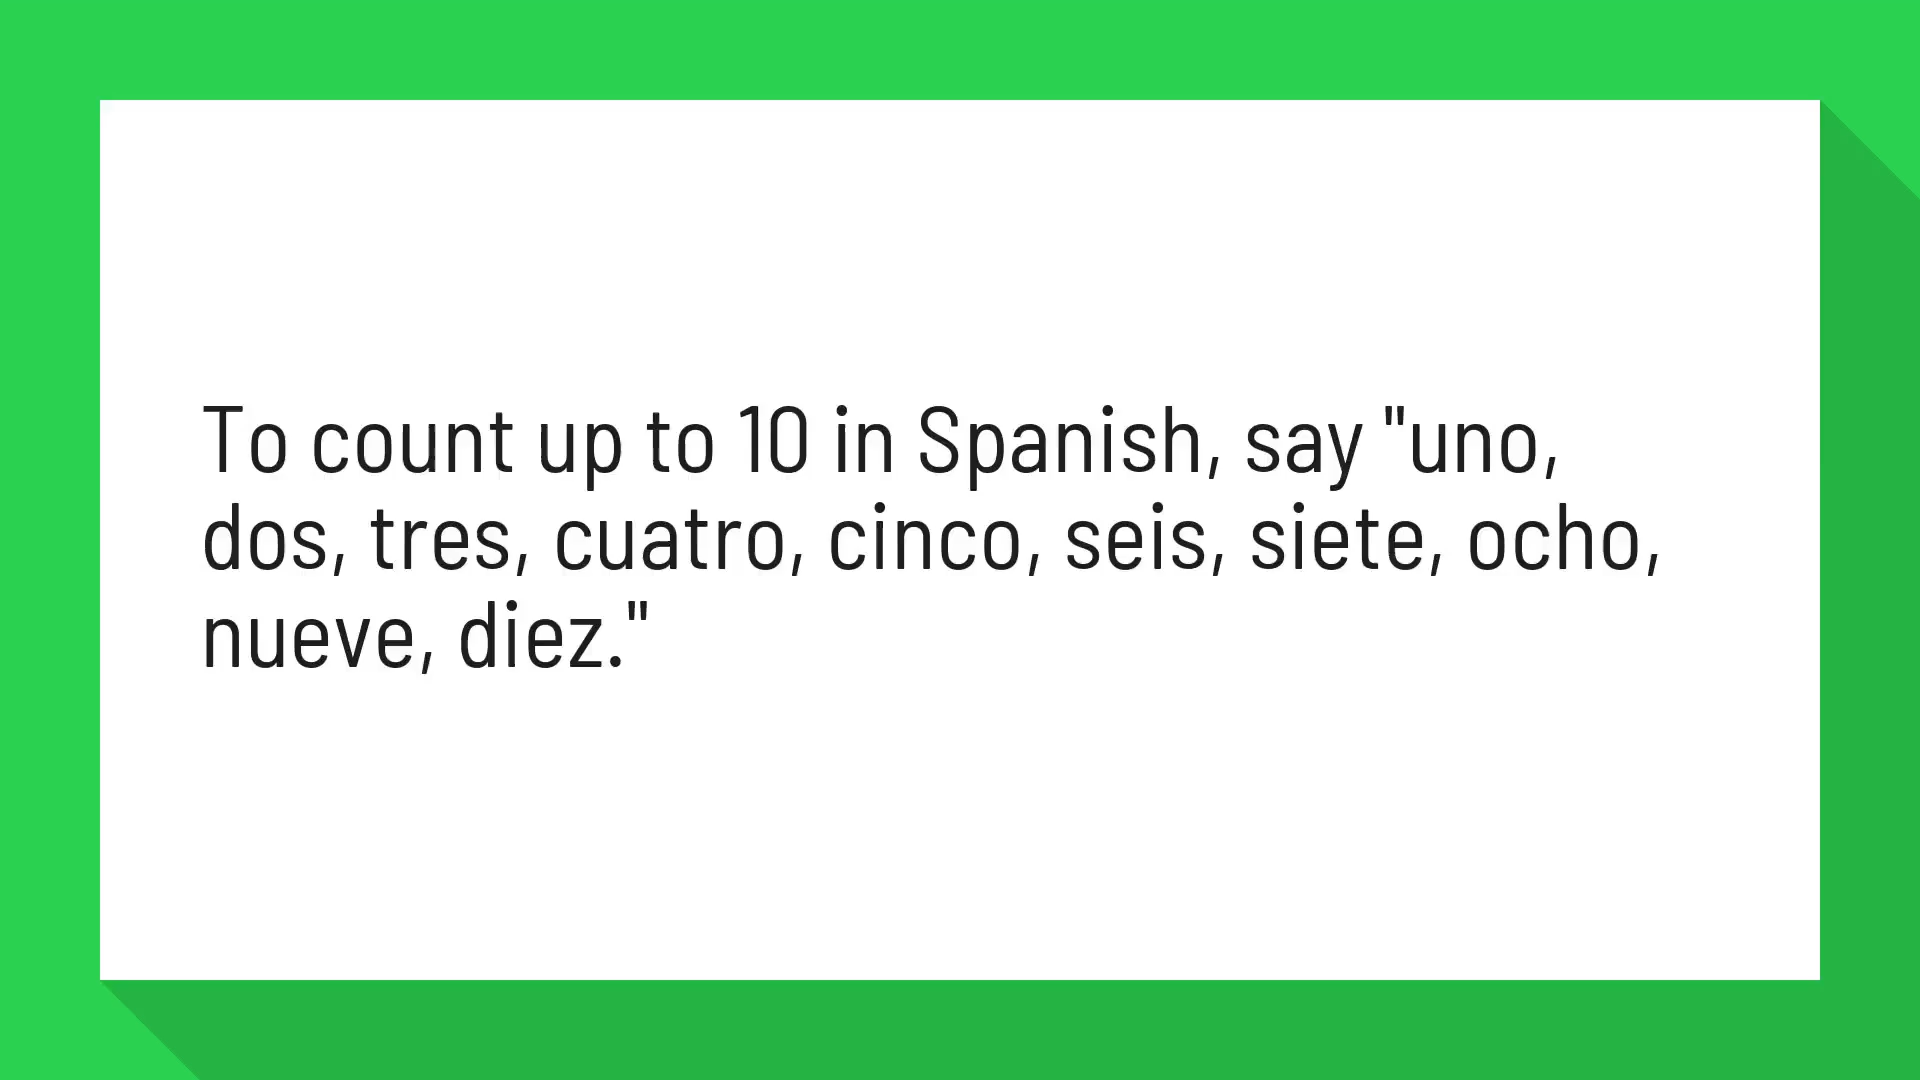 To count up to 10 in Spanish, say "uno,
dos, tres, cuatro, cinco, seis, siete, ocho,
nueve, diez."